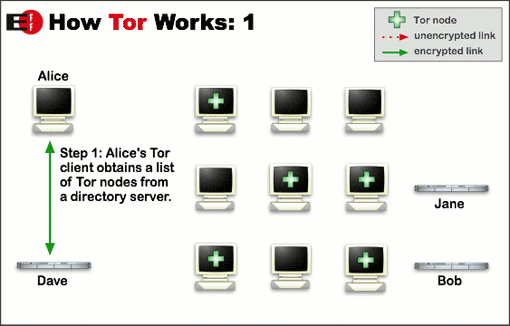 EFF How Tor Works: 1
Tor node
unencrypted link
encrypted link
Alice
Step 1: Alice's Tor
client obtains a list
of Tor nodes from
a directory server.
Jane
Dave
Bob